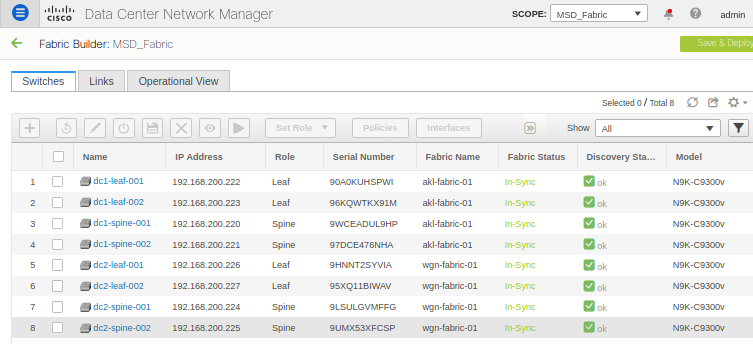 CISCO Data Center Network Manager SCOPE: MSD_Fabric admin
Fabric Builder: MSD_Fabric Save & Deploy
Switches Links Operational View
Selected 0 / Total 8
Set Role Policies Interfaces Show All
Name IP Address Role Serial Number Fabric Name Fabric Status Discovery Sta... Model
1 dc1-leaf-001 192.168.200.222 Leaf 90A0KUHSPWI akl-fabric-01 In-Sync ok N9K-C9300v
2 dc1-leaf-002 192.168.200.223 Leaf 96KQWTKX91M akl-fabric-01 In-Sync ok N9K-C9300v
3 dc1-spine-001 192.168.200.220 Spine 9WCEADUL9HP akl-fabric-01 In-Sync ok N9K-C9300v
4 dc1-spine-002 192.168.200.221 Spine 97DCE476NHA akl-fabric-01 In-Sync ok N9K-C9300v
5 dc2-leaf-001 192.168.200.226 Leaf 9HNNT2SYVIA wgn-fabric-01 In-Sync ok N9K-C9300v
6 dc2-leaf-002 192.168.200.227 Leaf 95XQ11BIWAV wgn-fabric-01 In-Sync ok N9K-C9300v
7 dc2-spine-001 192.168.200.224 Spine 9LSULGVMFFG wgn-fabric-01 In-Sync ok N9K-C9300v
8 dc2-spine-002 192.168.200.225 Spine 9UMX53XFCSP wgn-fabric-01 In-Sync ok N9K-C9300v